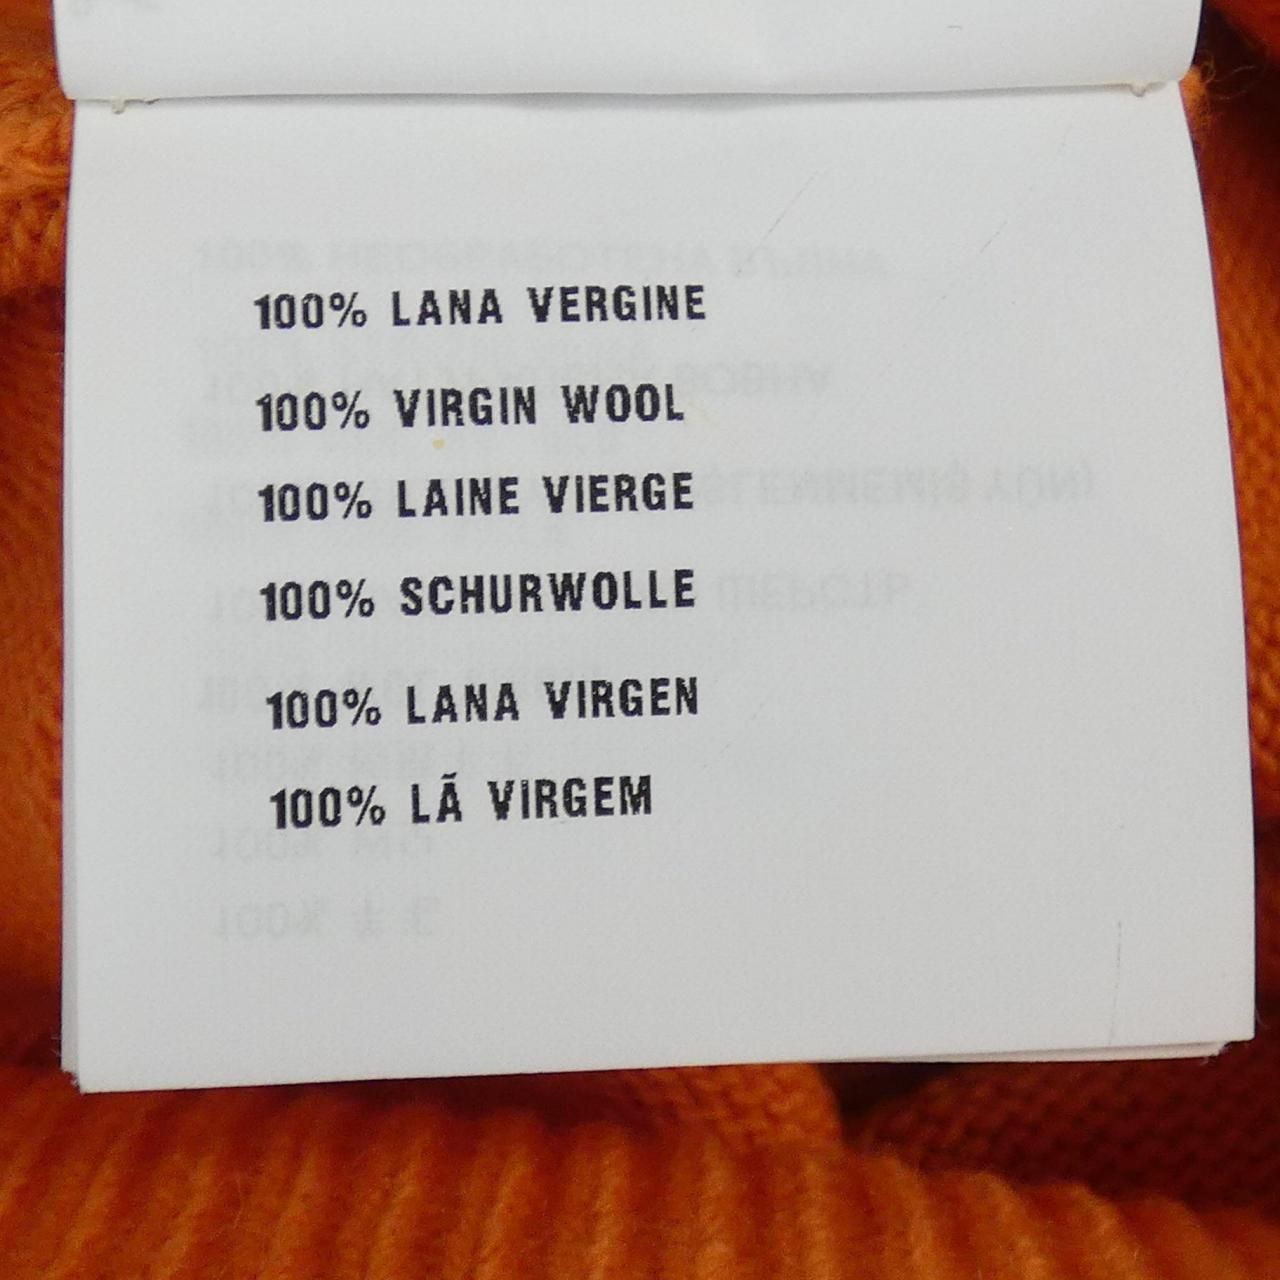 100% LANA VERGINE
100% VIRGIN WOOL
100% LAINE VIERGE
100% SCHURWOLLE
100% LANA VIRGEN
100% LÃ VIRGEM